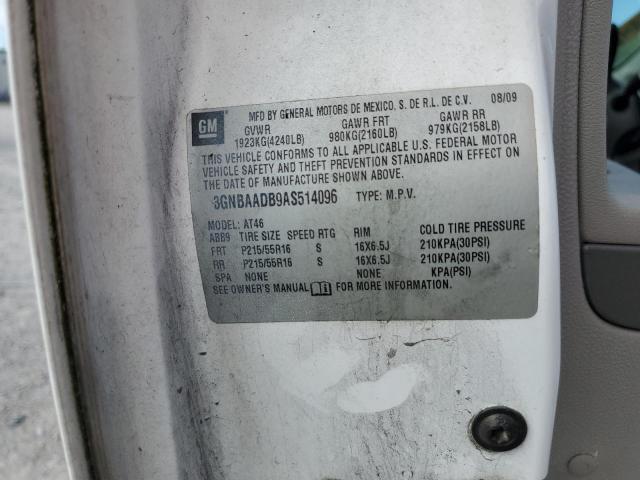 MFD BY GENERAL MOTORS DE MEXICO, S. DE R.L. DE C.V. 08/09
GM
GVWR GAWR FRT GAWR RR
1923KG(4240LB) 980KG(2160LB) 979KG(2158LB)
THIS VEHICLE CONFORMS TO ALL APPLICABLE U.S. FEDERAL MOTOR
VEHICLE SAFETY AND THEFT PREVENTION STANDARDS IN EFFECT ON
THE DATE OF MANUFACTURE SHOWN ABOVE.
3GNBAADB9AS514096 TYPE: M.P.V.
MODEL: AT46
ABB9 TIRE SIZE SPEED RTG RIM COLD TIRE PRESSURE
FRT P215/55R16 S 16X6.5J 210KPA(30PSI)
RR P215/55R16 S 16X6.5J 210KPA(30PSI)
SPA NONE NONE KPA(PSI)
SEE OWNER'S MANUAL FOR MORE INFORMATION.